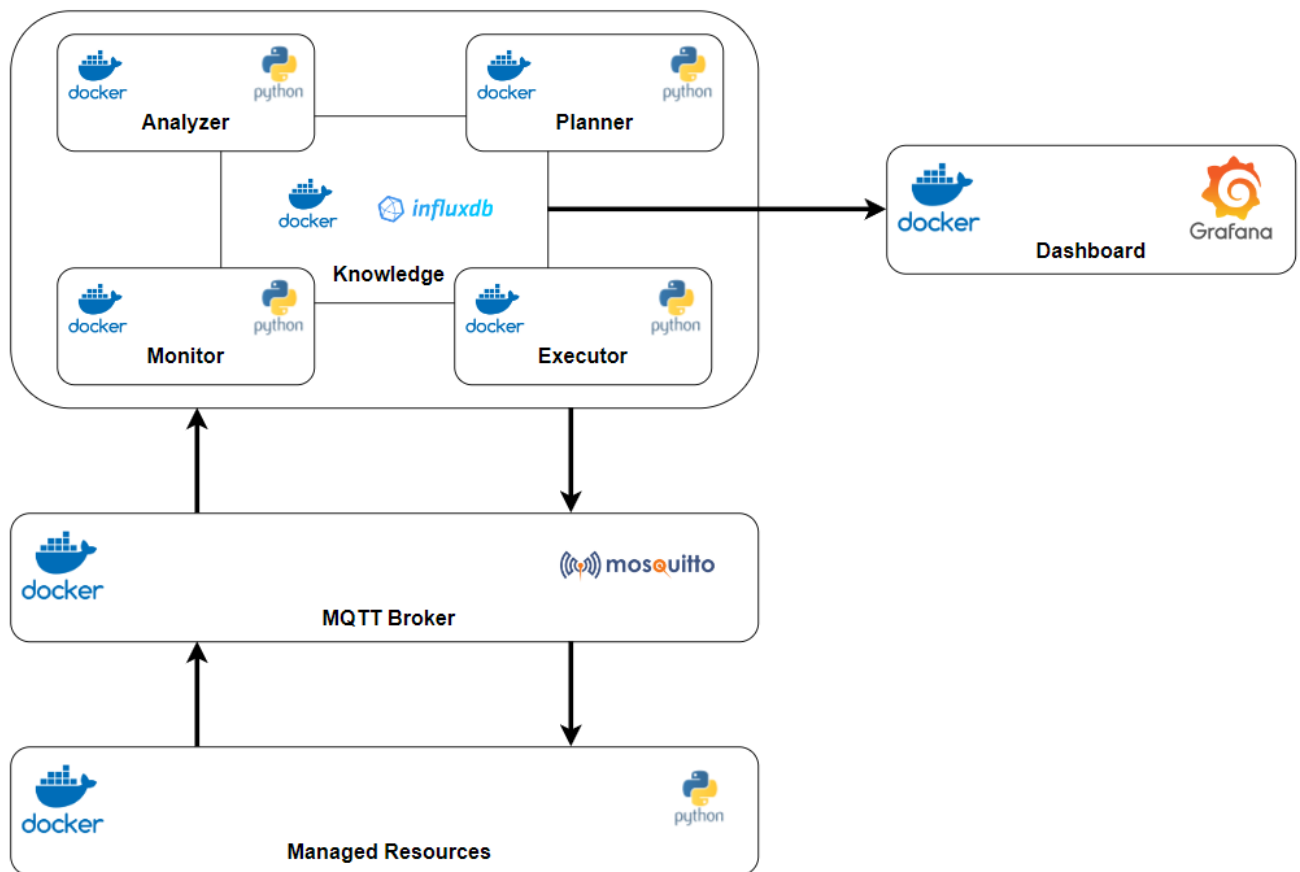 docker
python
Analyzer
docker
python
Planner
docker
influxdb
Knowledge
docker
python
Monitor
docker
python
Executor
docker
Grafana
Dashboard
docker
mosquitto
MQTT Broker
docker
python
Managed Resources